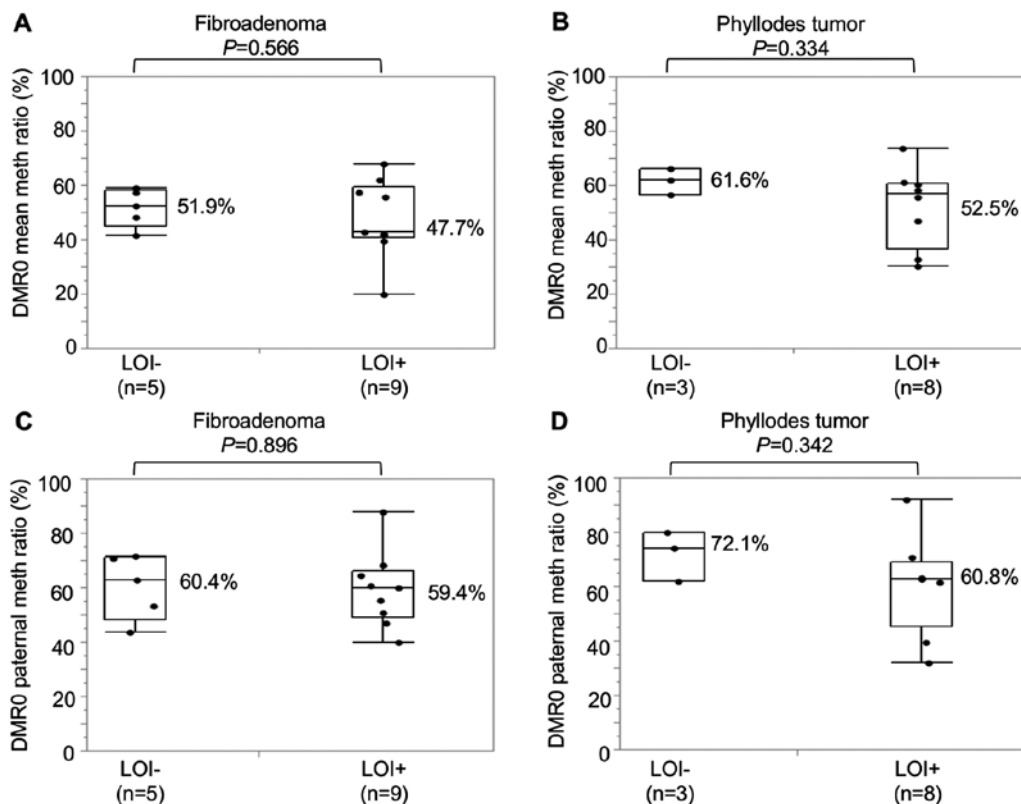 A
Fibroadenoma
P=0.566
DMR0 mean meth ratio (%)
100
80
60
40
20
0
51.9%
47.7%
LOI-
(n=5)
LOI+
(n=9)
B
Phyllodes tumor
P=0.334
DMR0 mean meth ratio (%)
100
80
60
40
20
0
61.6%
52.5%
LOI-
(n=3)
LOI+
(n=8)
C
Fibroadenoma
P=0.896
DMR0 paternal meth ratio (%)
100
80
60
40
20
0
60.4%
59.4%
LOI-
(n=5)
LOI+
(n=9)
D
Phyllodes tumor
P=0.342
DMR0 paternal meth ratio (%)
100
80
60
40
20
0
72.1%
60.8%
LOI-
(n=3)
LOI+
(n=8)